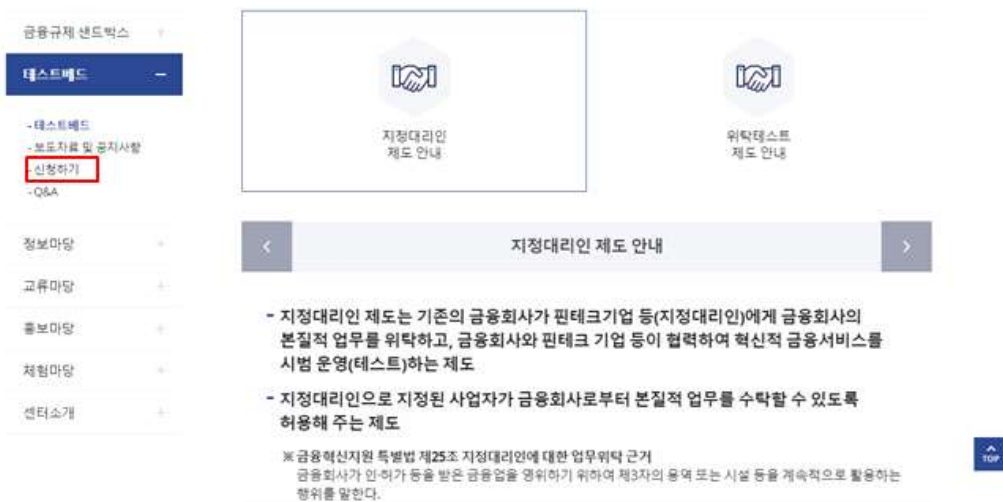 금융규제 샌드박스 +
테스트베드 −
- 테스트베드
- 보도자료 및 공지사항
- 신청하기
- Q&A
정보마당 +
교류마당 +
홍보마당 +
체험마당 +
센터소개 +
지정대리인
제도 안내
위탁테스트
제도 안내
< 지정대리인 제도 안내 >
- 지정대리인 제도는 기존의 금융회사가 핀테크기업 등(지정대리인)에게 금융회사의
본질적 업무를 위탁하고, 금융회사와 핀테크 기업 등이 협력하여 혁신적 금융서비스를
시범 운영(테스트)하는 제도
- 지정대리인으로 지정된 사업자가 금융회사로부터 본질적 업무를 수탁할 수 있도록
허용해 주는 제도
※ 금융혁신지원 특별법 제25조 지정대리인에 대한 업무위탁 근거
금융회사가 인·허가 등을 받은 금융업을 영위하기 위하여 제3자의 용역 또는 시설 등을 계속적으로 활용하는
행위를 말한다.
TOP